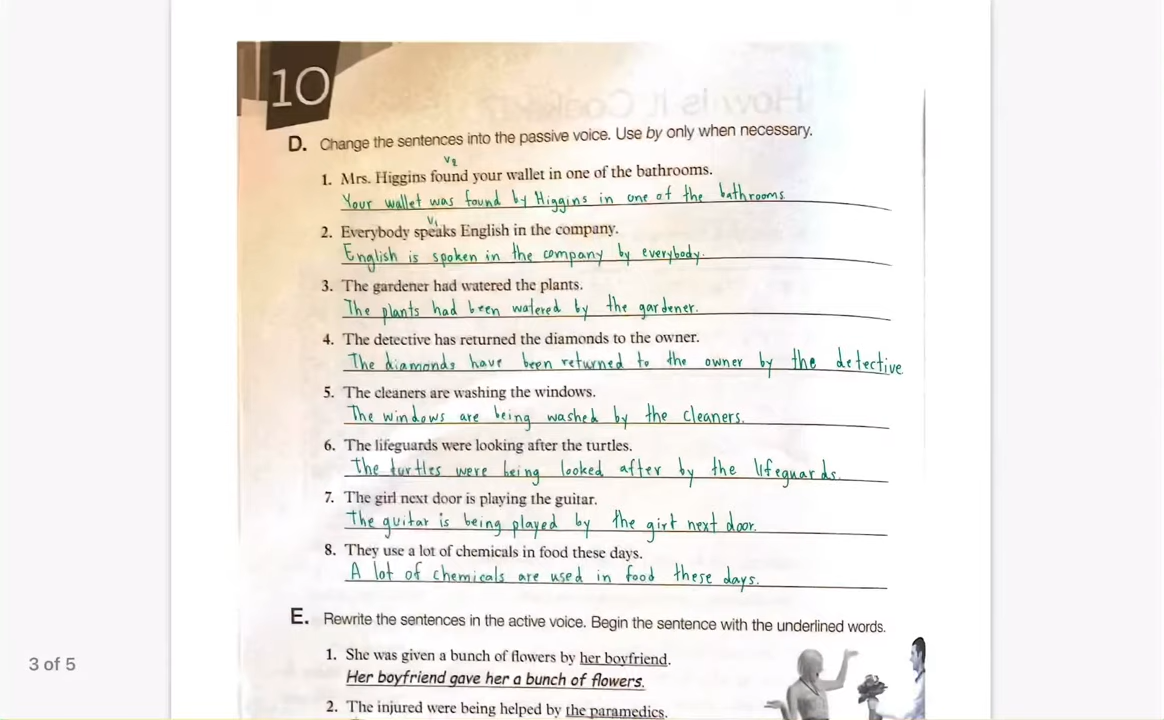 10
How is It Cooked?
D. Change the sentences into the passive voice. Use by only when necessary.
V2
1. Mrs. Higgins found your wallet in one of the bathrooms.
Your wallet was found by Higgins in one of the bathrooms
V1
2. Everybody speaks English in the company.
English is spoken in the company by everybody.
3. The gardener had watered the plants.
The plants had been watered by the gardener.
4. The detective has returned the diamonds to the owner.
The diamonds have been returned to the owner by the detective
5. The cleaners are washing the windows.
The windows are being washed by the cleaners.
6. The lifeguards were looking after the turtles.
The turtles were being looked after by the lifeguards.
7. The girl next door is playing the guitar.
The guitar is being played by the girl next door.
8. They use a lot of chemicals in food these days.
A lot of chemicals are used in food these days.
E. Rewrite the sentences in the active voice. Begin the sentence with the underlined words.
1. She was given a bunch of flowers by her boyfriend.
Her boyfriend gave her a bunch of flowers.
3 of 5
2. The injured were being helped by the paramedics.